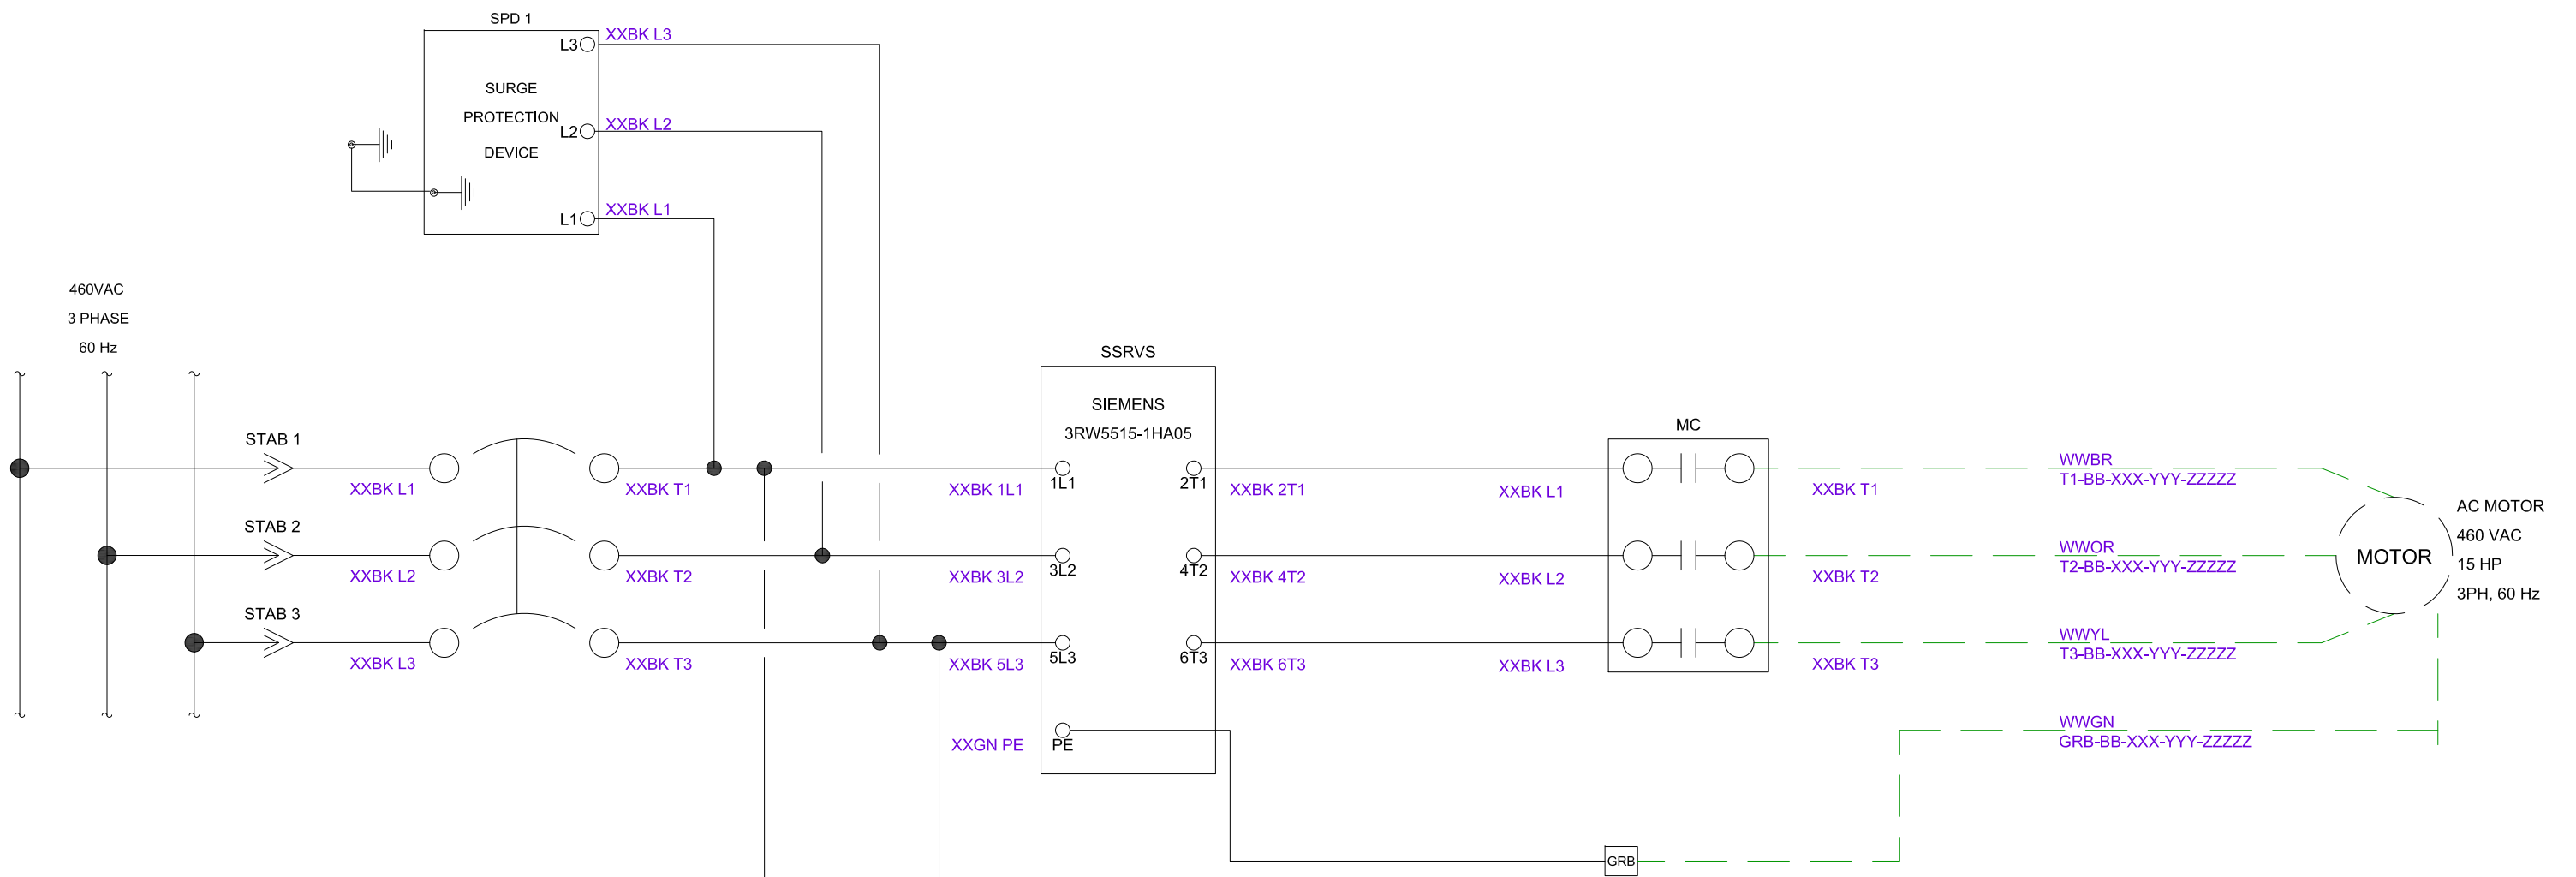 SPD 1
L3
XXBK L3
SURGE
PROTECTION
DEVICE
L2
XXBK L2
L1
XXBK L1
460VAC
3 PHASE
60 Hz
STAB 1
XXBK L1
XXBK T1
STAB 2
XXBK L2
XXBK T2
STAB 3
XXBK L3
XXBK T3
SSRVS
SIEMENS
3RW5515-1HA05
XXBK 1L1
1L1
2T1
XXBK 2T1
XXBK 3L2
3L2
4T2
XXBK 4T2
XXBK 5L3
5L3
6T3
XXBK 6T3
XXGN PE
PE
MC
XXBK L1
XXBK T1
XXBK L2
XXBK T2
XXBK L3
XXBK T3
WWBR
T1-BB-XXX-YYY-ZZZZZ
WWOR
T2-BB-XXX-YYY-ZZZZZ
WWYL
T3-BB-XXX-YYY-ZZZZZ
WWGN
GRB-BB-XXX-YYY-ZZZZZ
MOTOR
AC MOTOR
460 VAC
15 HP
3PH, 60 Hz
GRB